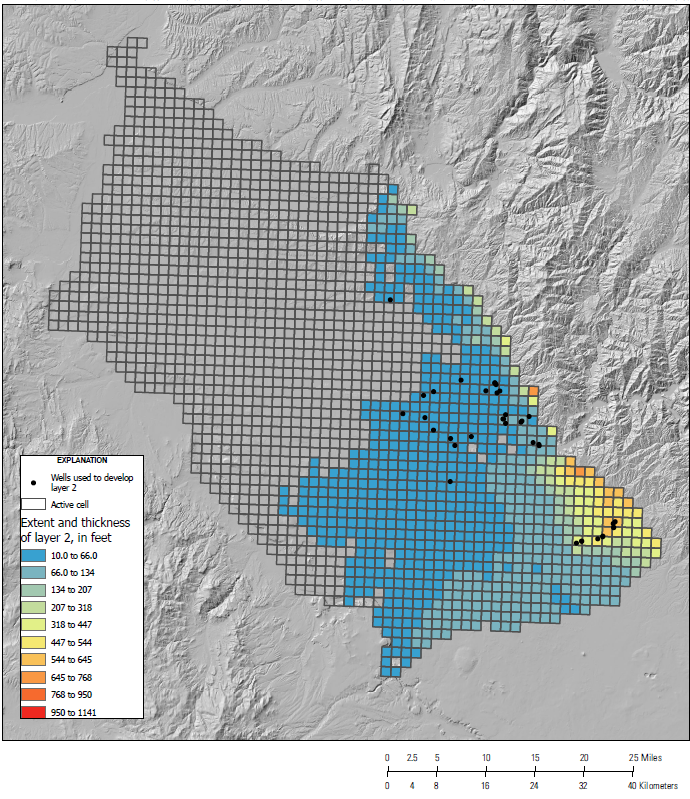 EXPLANATION
Wells used to develop
layer 2
Active cell
Extent and thickness
of layer 2, in feet
10.0 to 66.0
66.0 to 134
134 to 207
207 to 318
318 to 447
447 to 544
544 to 645
645 to 768
768 to 950
950 to 1141
0 2.5 5 10 15 20 25 Miles
0 4 8 16 24 32 40 Kilometers